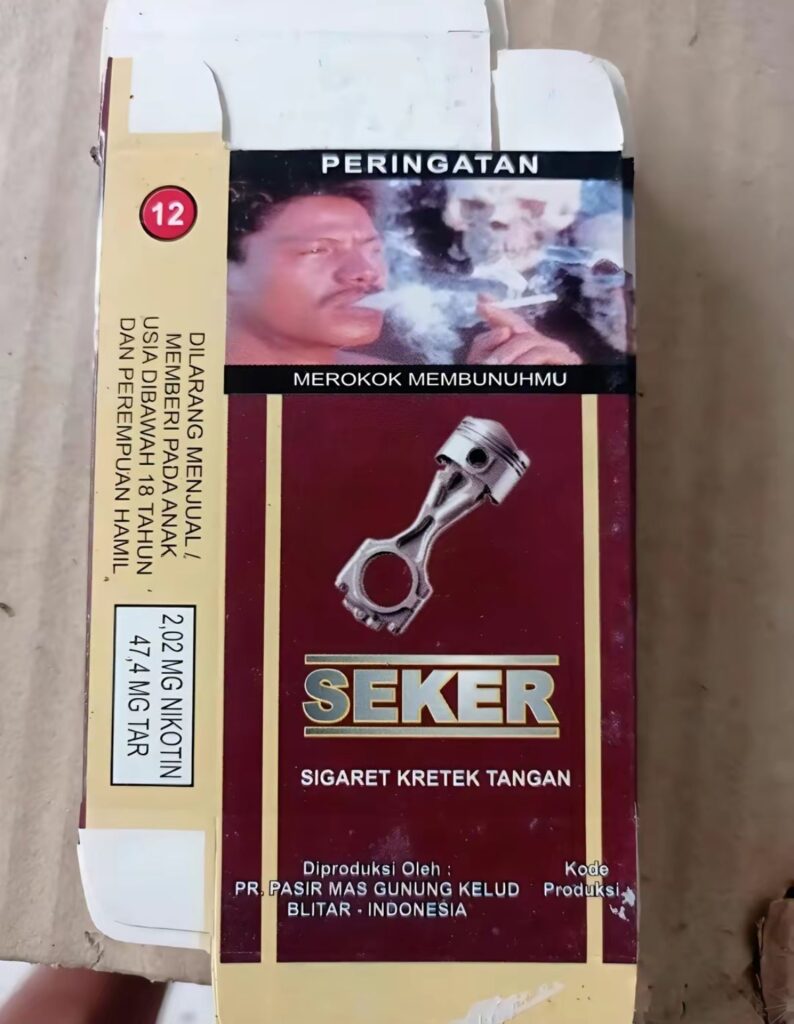 PERINGATAN
MEROKOK MEMBUNUHMU
SEKER
SIGARET KRETEK TANGAN
Diproduksi Oleh :
PR. PASIR MAS GUNUNG KELUD
BLITAR - INDONESIA
Kode
Produksi
12
DILARANG MENJUAL /
MEMBERI PADA ANAK
USIA DIBAWAH 18 TAHUN
DAN PEREMPUAN HAMIL
2,02 MG NIKOTIN
47,4 MG TAR